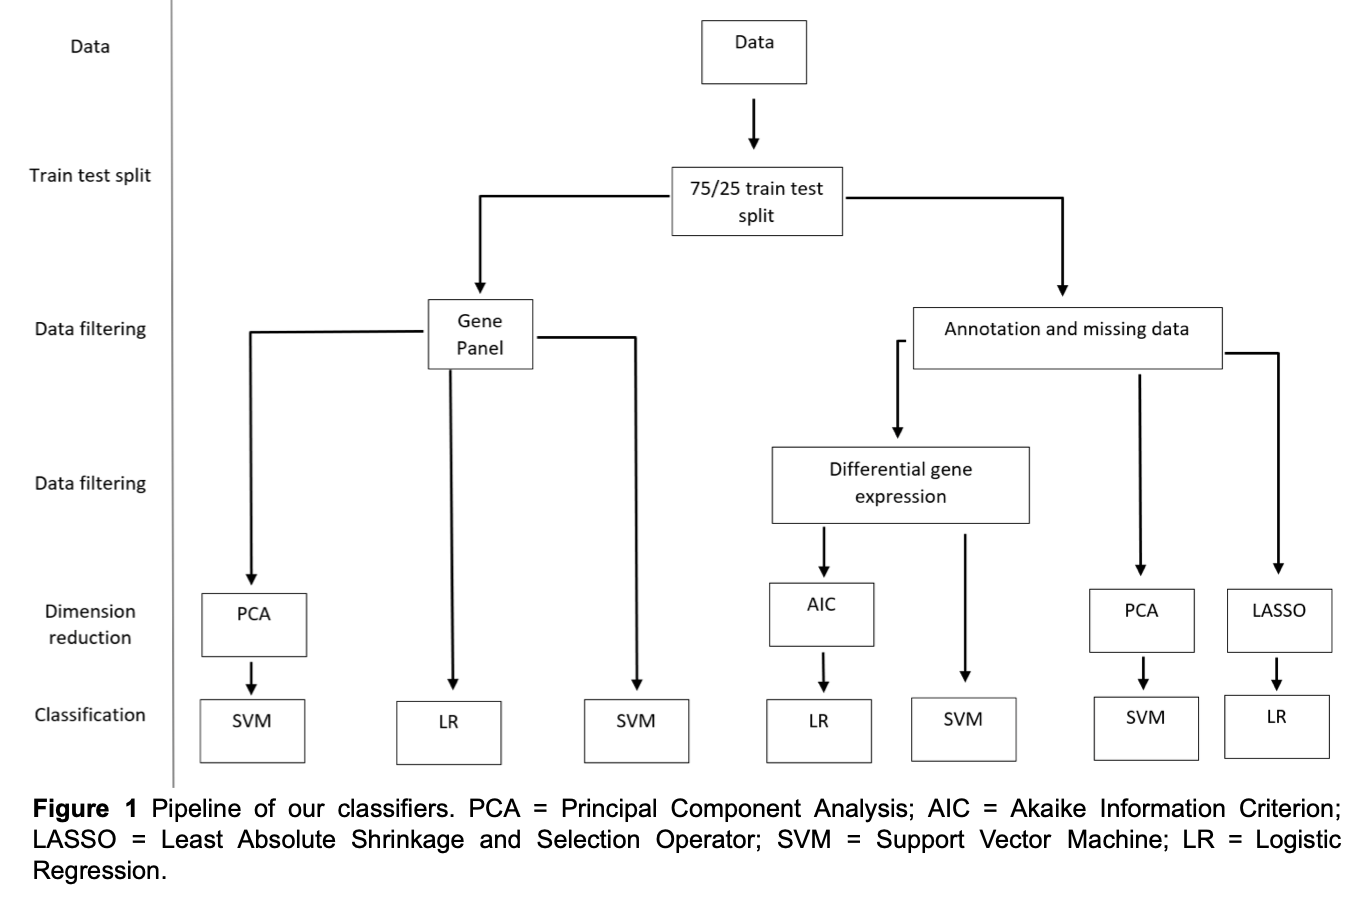 Data
Data
Train test split
75/25 train test
split
Data filtering
Gene
Panel
Annotation and missing data
Data filtering
Differential gene
expression
Dimension
reduction
PCA
AIC
PCA
LASSO
Classification
SVM
LR
SVM
LR
SVM
SVM
LR
Figure 1 Pipeline of our classifiers. PCA = Principal Component Analysis; AIC = Akaike Information Criterion;
LASSO = Least Absolute Shrinkage and Selection Operator; SVM = Support Vector Machine; LR = Logistic
Regression.